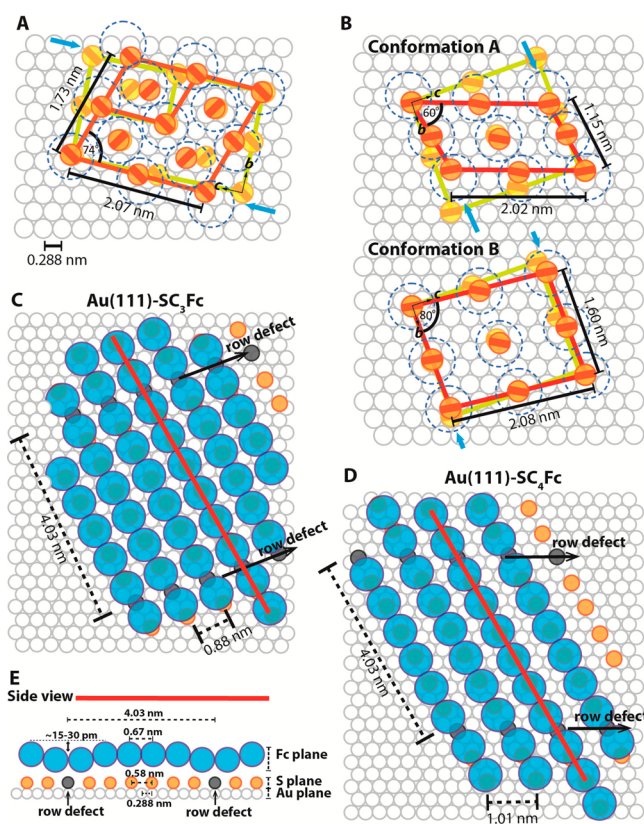 A
1.73 nm
74°
b
c
2.07 nm
0.288 nm
B
Conformation A
c
60°
b
1.15 nm
2.02 nm
Conformation B
c
80°
b
1.60 nm
2.08 nm
C
Au(111)-SC3Fc
row defect
4.03 nm
row defect
0.88 nm
D
Au(111)-SC4Fc
row defect
4.03 nm
row defect
1.01 nm
E
Side view
4.03 nm
~15-30 pm
0.67 nm
Fc plane
0.58 nm
S plane
Au plane
0.288 nm
row defect
row defect